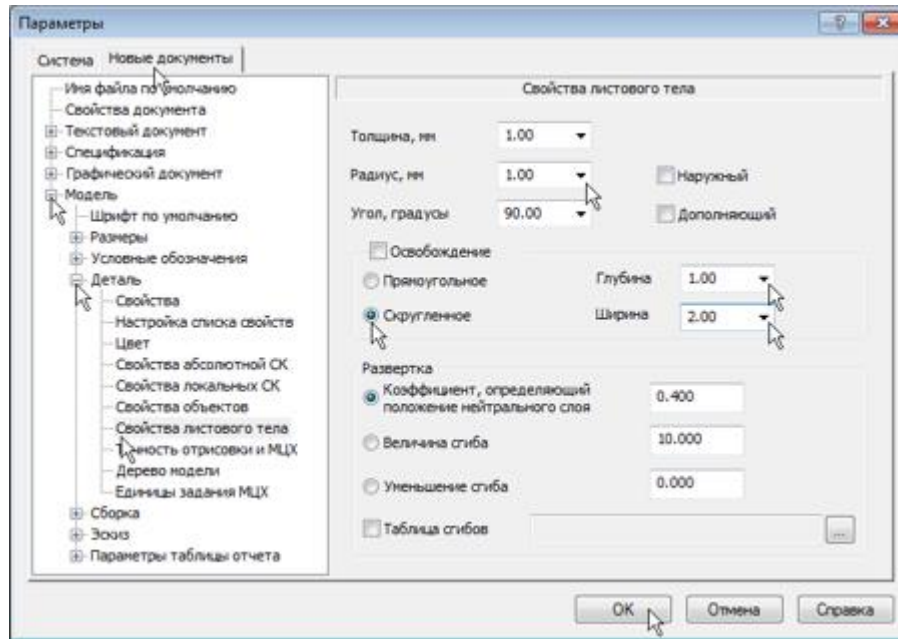 Параметры
Система Новые документы
Имя файла по умолчанию
Свойства документа
Текстовый документ
Спецификация
Графический документ
Модель
Шрифт по умолчанию
Размеры
Условные обозначения
Деталь
Свойства
Настройка списка свойств
Цвет
Свойства абсолютной СК
Свойства локальных СК
Свойства объектов
Свойства листового тела
Точность отрисовки и МЦХ
Дерево модели
Единицы задания МЦХ
Сборка
Эскиз
Параметры таблицы отчета
Свойства листового тела
Толщина, мм 1.00
Радиус, мм 1.00 Наружный
Угол, градусы 90.00 Дополняющий
Освобождение
Прямоугольное Глубина 1.00
Скругленное Ширина 2.00
Развертка
Коэффициент, определяющий
положение нейтрального слоя 0.400
Величина сгиба 10.000
Уменьшение сгиба 0.000
Таблица сгибов ...
OK Отмена Справка